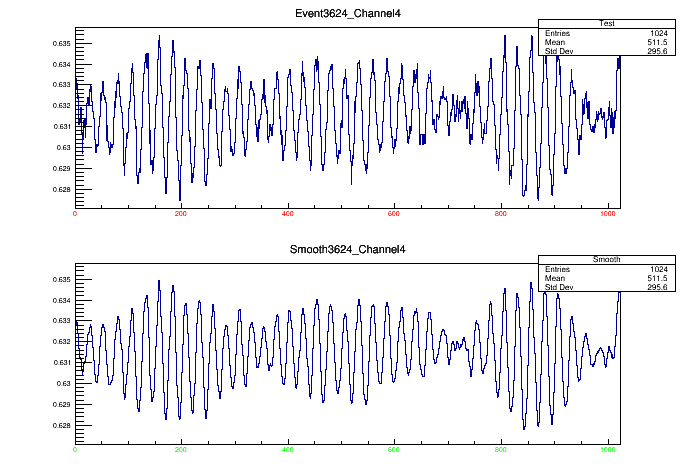 Event3624_Channel4
Test
Entries 1024
Mean 511.5
Std Dev 295.6
0.635
0.634
0.633
0.632
0.631
0.63
0.629
0.628
0 200 400 600 800 1000
Smooth3624_Channel4
Smooth
Entries 1024
Mean 511.5
Std Dev 295.6
0.635
0.634
0.633
0.632
0.631
0.63
0.629
0.628
0 200 400 600 800 1000